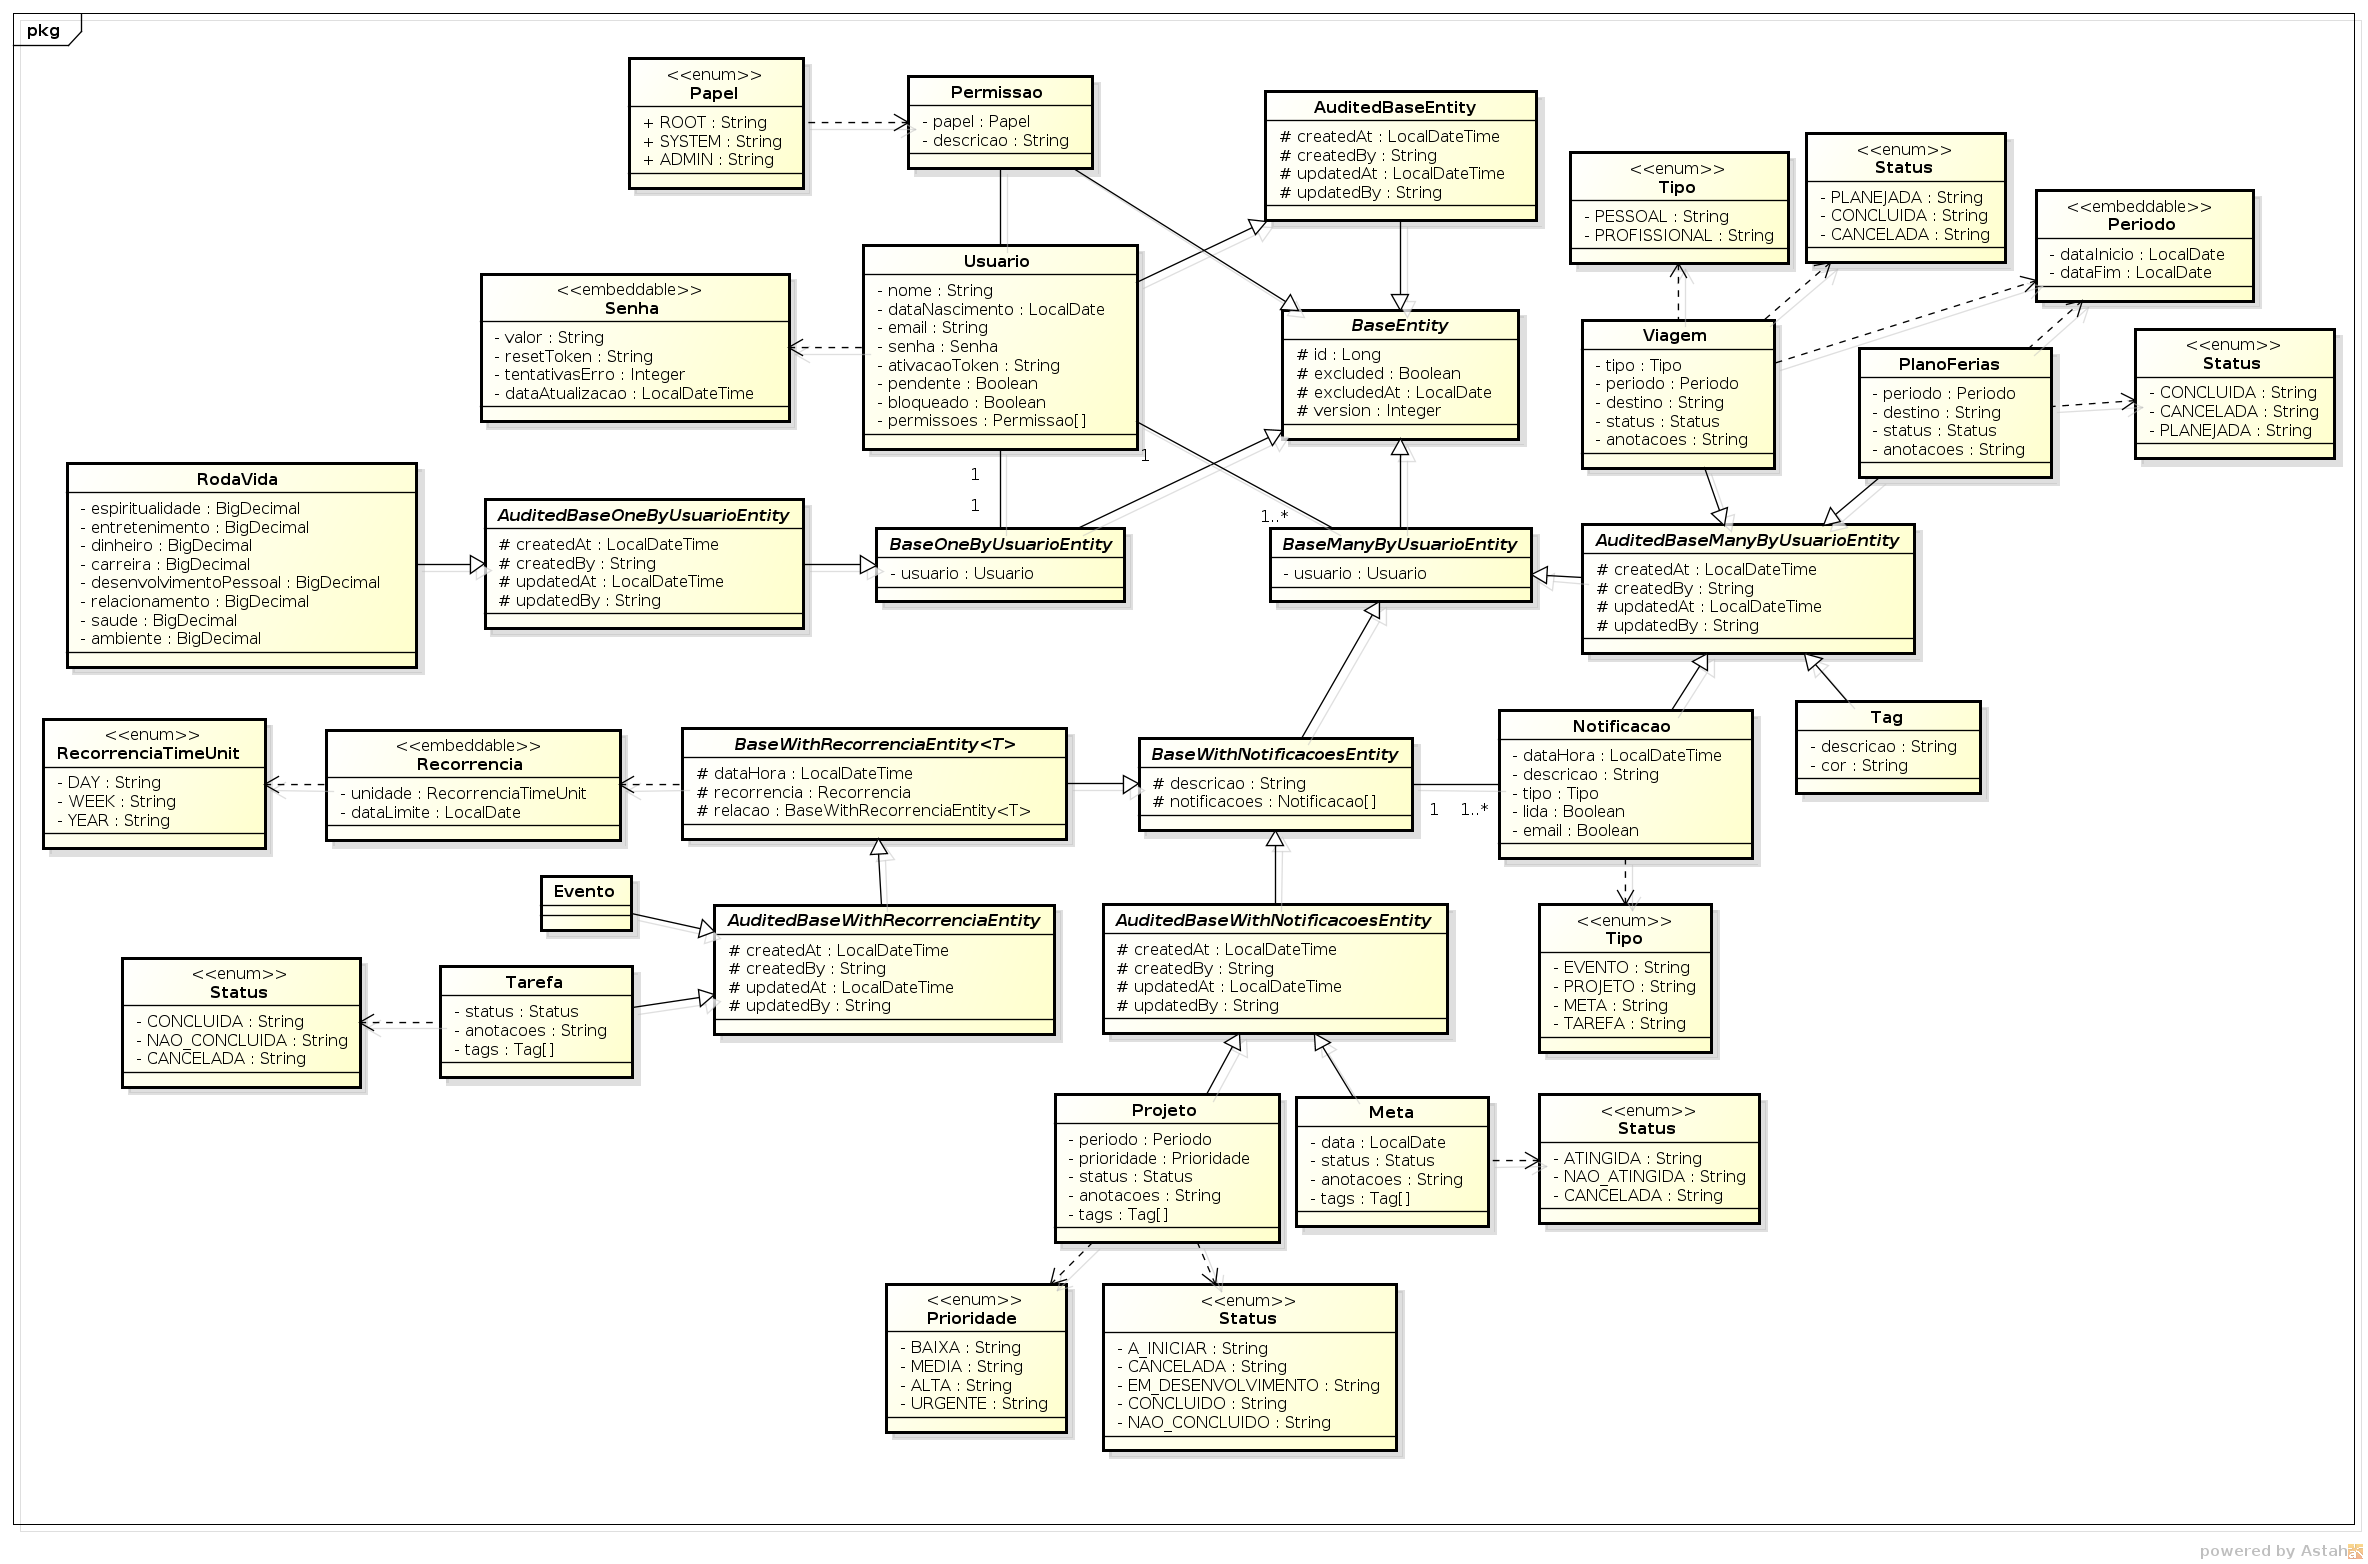 pkg
<<enum>>
Papel
+ ROOT : String
+ SYSTEM : String
+ ADMIN : String
Permissao
- papel : Papel
- descricao : String
AuditedBaseEntity
# createdAt : LocalDateTime
# createdBy : String
# updatedAt : LocalDateTime
# updatedBy : String
<<enum>>
Tipo
- PESSOAL : String
- PROFISSIONAL : String
<<enum>>
Status
- PLANEJADA : String
- CONCLUIDA : String
- CANCELADA : String
<<embeddable>>
Periodo
- dataInicio : LocalDate
- dataFim : LocalDate
<<embeddable>>
Senha
- valor : String
- resetToken : String
- tentativasErro : Integer
- dataAtualizacao : LocalDateTime
Usuario
- nome : String
- dataNascimento : LocalDate
- email : String
- senha : Senha
- ativacaoToken : String
- pendente : Boolean
- bloqueado : Boolean
- permissoes : Permissao[]
BaseEntity
# id : Long
# excluded : Boolean
# excludedAt : LocalDate
# version : Integer
Viagem
- tipo : Tipo
- periodo : Periodo
- destino : String
- status : Status
- anotacoes : String
PlanoFerias
- periodo : Periodo
- destino : String
- status : Status
- anotacoes : String
<<enum>>
Status
- CONCLUIDA : String
- CANCELADA : String
- PLANEJADA : String
1
1
1
1..*
RodaVida
- espiritualidade : BigDecimal
- entretenimento : BigDecimal
- dinheiro : BigDecimal
- carreira : BigDecimal
- desenvolvimentoPessoal : BigDecimal
- relacionamento : BigDecimal
- saude : BigDecimal
- ambiente : BigDecimal
AuditedBaseOneByUsuarioEntity
# createdAt : LocalDateTime
# createdBy : String
# updatedAt : LocalDateTime
# updatedBy : String
BaseOneByUsuarioEntity
- usuario : Usuario
BaseManyByUsuarioEntity
- usuario : Usuario
AuditedBaseManyByUsuarioEntity
# createdAt : LocalDateTime
# createdBy : String
# updatedAt : LocalDateTime
# updatedBy : String
<<enum>>
RecorrenciaTimeUnit
- DAY : String
- WEEK : String
- YEAR : String
<<embeddable>>
Recorrencia
- unidade : RecorrenciaTimeUnit
- dataLimite : LocalDate
BaseWithRecorrenciaEntity<T>
# dataHora : LocalDateTime
# recorrencia : Recorrencia
# relacao : BaseWithRecorrenciaEntity<T>
BaseWithNotificacoesEntity
# descricao : String
# notificacoes : Notificacao[]
1
1..*
Notificacao
- dataHora : LocalDateTime
- descricao : String
- tipo : Tipo
- lida : Boolean
- email : Boolean
Tag
- descricao : String
- cor : String
Evento
AuditedBaseWithRecorrenciaEntity
# createdAt : LocalDateTime
# createdBy : String
# updatedAt : LocalDateTime
# updatedBy : String
AuditedBaseWithNotificacoesEntity
# createdAt : LocalDateTime
# createdBy : String
# updatedAt : LocalDateTime
# updatedBy : String
<<enum>>
Tipo
- EVENTO : String
- PROJETO : String
- META : String
- TAREFA : String
<<enum>>
Status
- CONCLUIDA : String
- NAO_CONCLUIDA : String
- CANCELADA : String
Tarefa
- status : Status
- anotacoes : String
- tags : Tag[]
Projeto
- periodo : Periodo
- prioridade : Prioridade
- status : Status
- anotacoes : String
- tags : Tag[]
Meta
- data : LocalDate
- status : Status
- anotacoes : String
- tags : Tag[]
<<enum>>
Status
- ATINGIDA : String
- NAO_ATINGIDA : String
- CANCELADA : String
<<enum>>
Prioridade
- BAIXA : String
- MEDIA : String
- ALTA : String
- URGENTE : String
<<enum>>
Status
- A_INICIAR : String
- CANCELADA : String
- EM_DESENVOLVIMENTO : String
- CONCLUIDO : String
- NAO_CONCLUIDO : String
powered by Astah